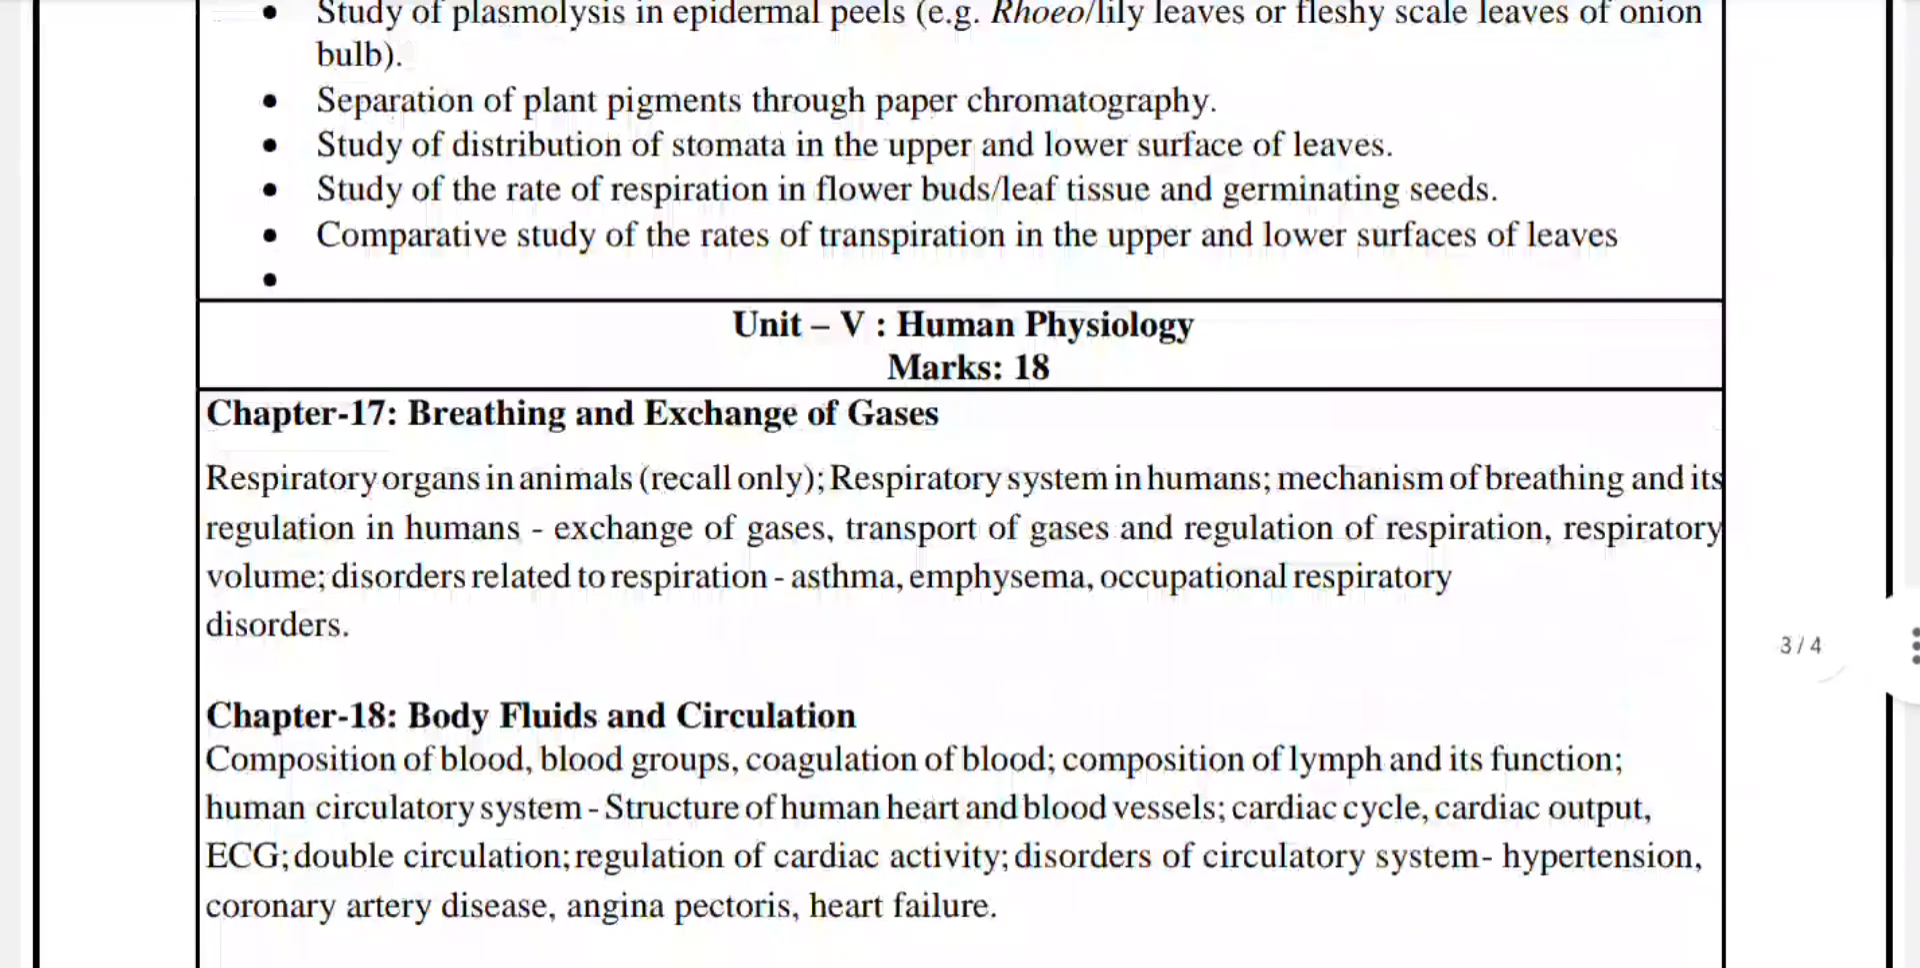 • Study of plasmolysis in epidermal peels (e.g. Rhoeo/lily leaves or fleshy scale leaves of onion
bulb).
• Separation of plant pigments through paper chromatography.
• Study of distribution of stomata in the upper and lower surface of leaves.
• Study of the rate of respiration in flower buds/leaf tissue and germinating seeds.
• Comparative study of the rates of transpiration in the upper and lower surfaces of leaves
•
Unit – V : Human Physiology
Marks: 18
Chapter-17: Breathing and Exchange of Gases
Respiratory organs in animals (recall only); Respiratory system in humans; mechanism of breathing and its
regulation in humans - exchange of gases, transport of gases and regulation of respiration, respiratory
volume; disorders related to respiration - asthma, emphysema, occupational respiratory
disorders.
3 / 4
Chapter-18: Body Fluids and Circulation
Composition of blood, blood groups, coagulation of blood; composition of lymph and its function;
human circulatory system - Structure of human heart and blood vessels; cardiac cycle, cardiac output,
ECG; double circulation; regulation of cardiac activity; disorders of circulatory system- hypertension,
coronary artery disease, angina pectoris, heart failure.